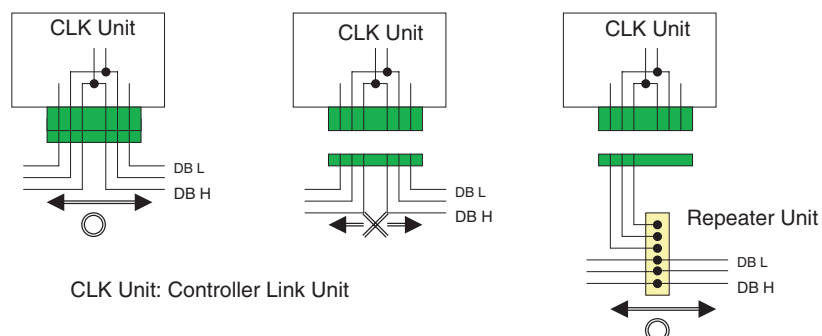 CLK Unit
CLK Unit
CLK Unit
DB L
DB H
DB L
DB H
Repeater Unit
DB L
DB H
CLK Unit: Controller Link Unit